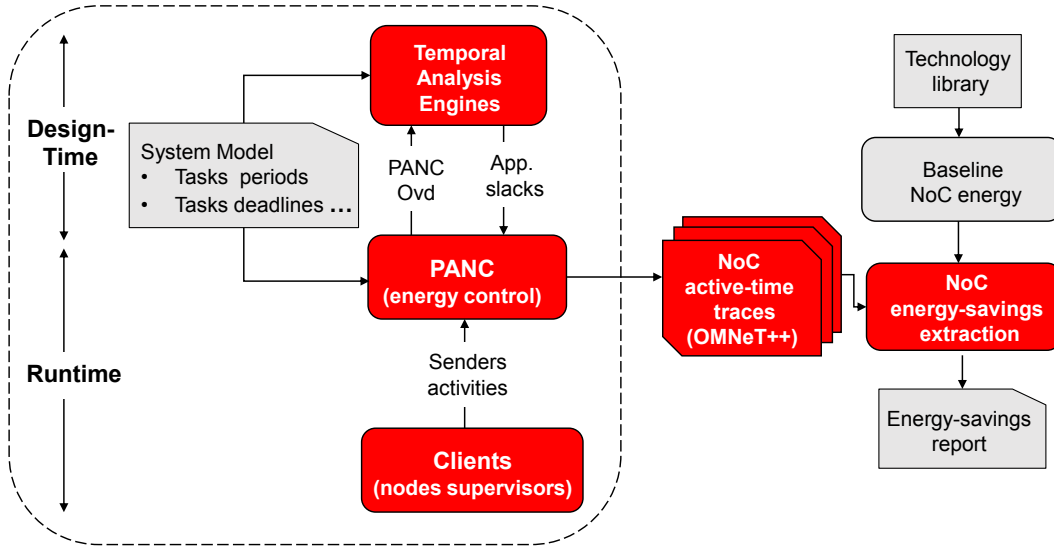 Design-
Time
Runtime
System Model
• Tasks periods
• Tasks deadlines ...
Temporal
Analysis
Engines
PANC
Ovd
App.
slacks
PANC
(energy control)
Senders
activities
Clients
(nodes supervisors)
NoC
active-time
traces
(OMNeT++)
Technology
library
Baseline
NoC energy
NoC
energy-savings
extraction
Energy-savings
report